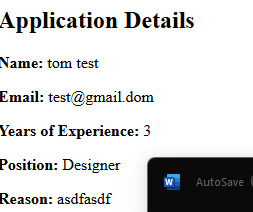 Application Details
Name: tom test
Email: test@gmail.dom
Years of Experience: 3
Position: Designer
AutoSave
Reason: asdfasdf